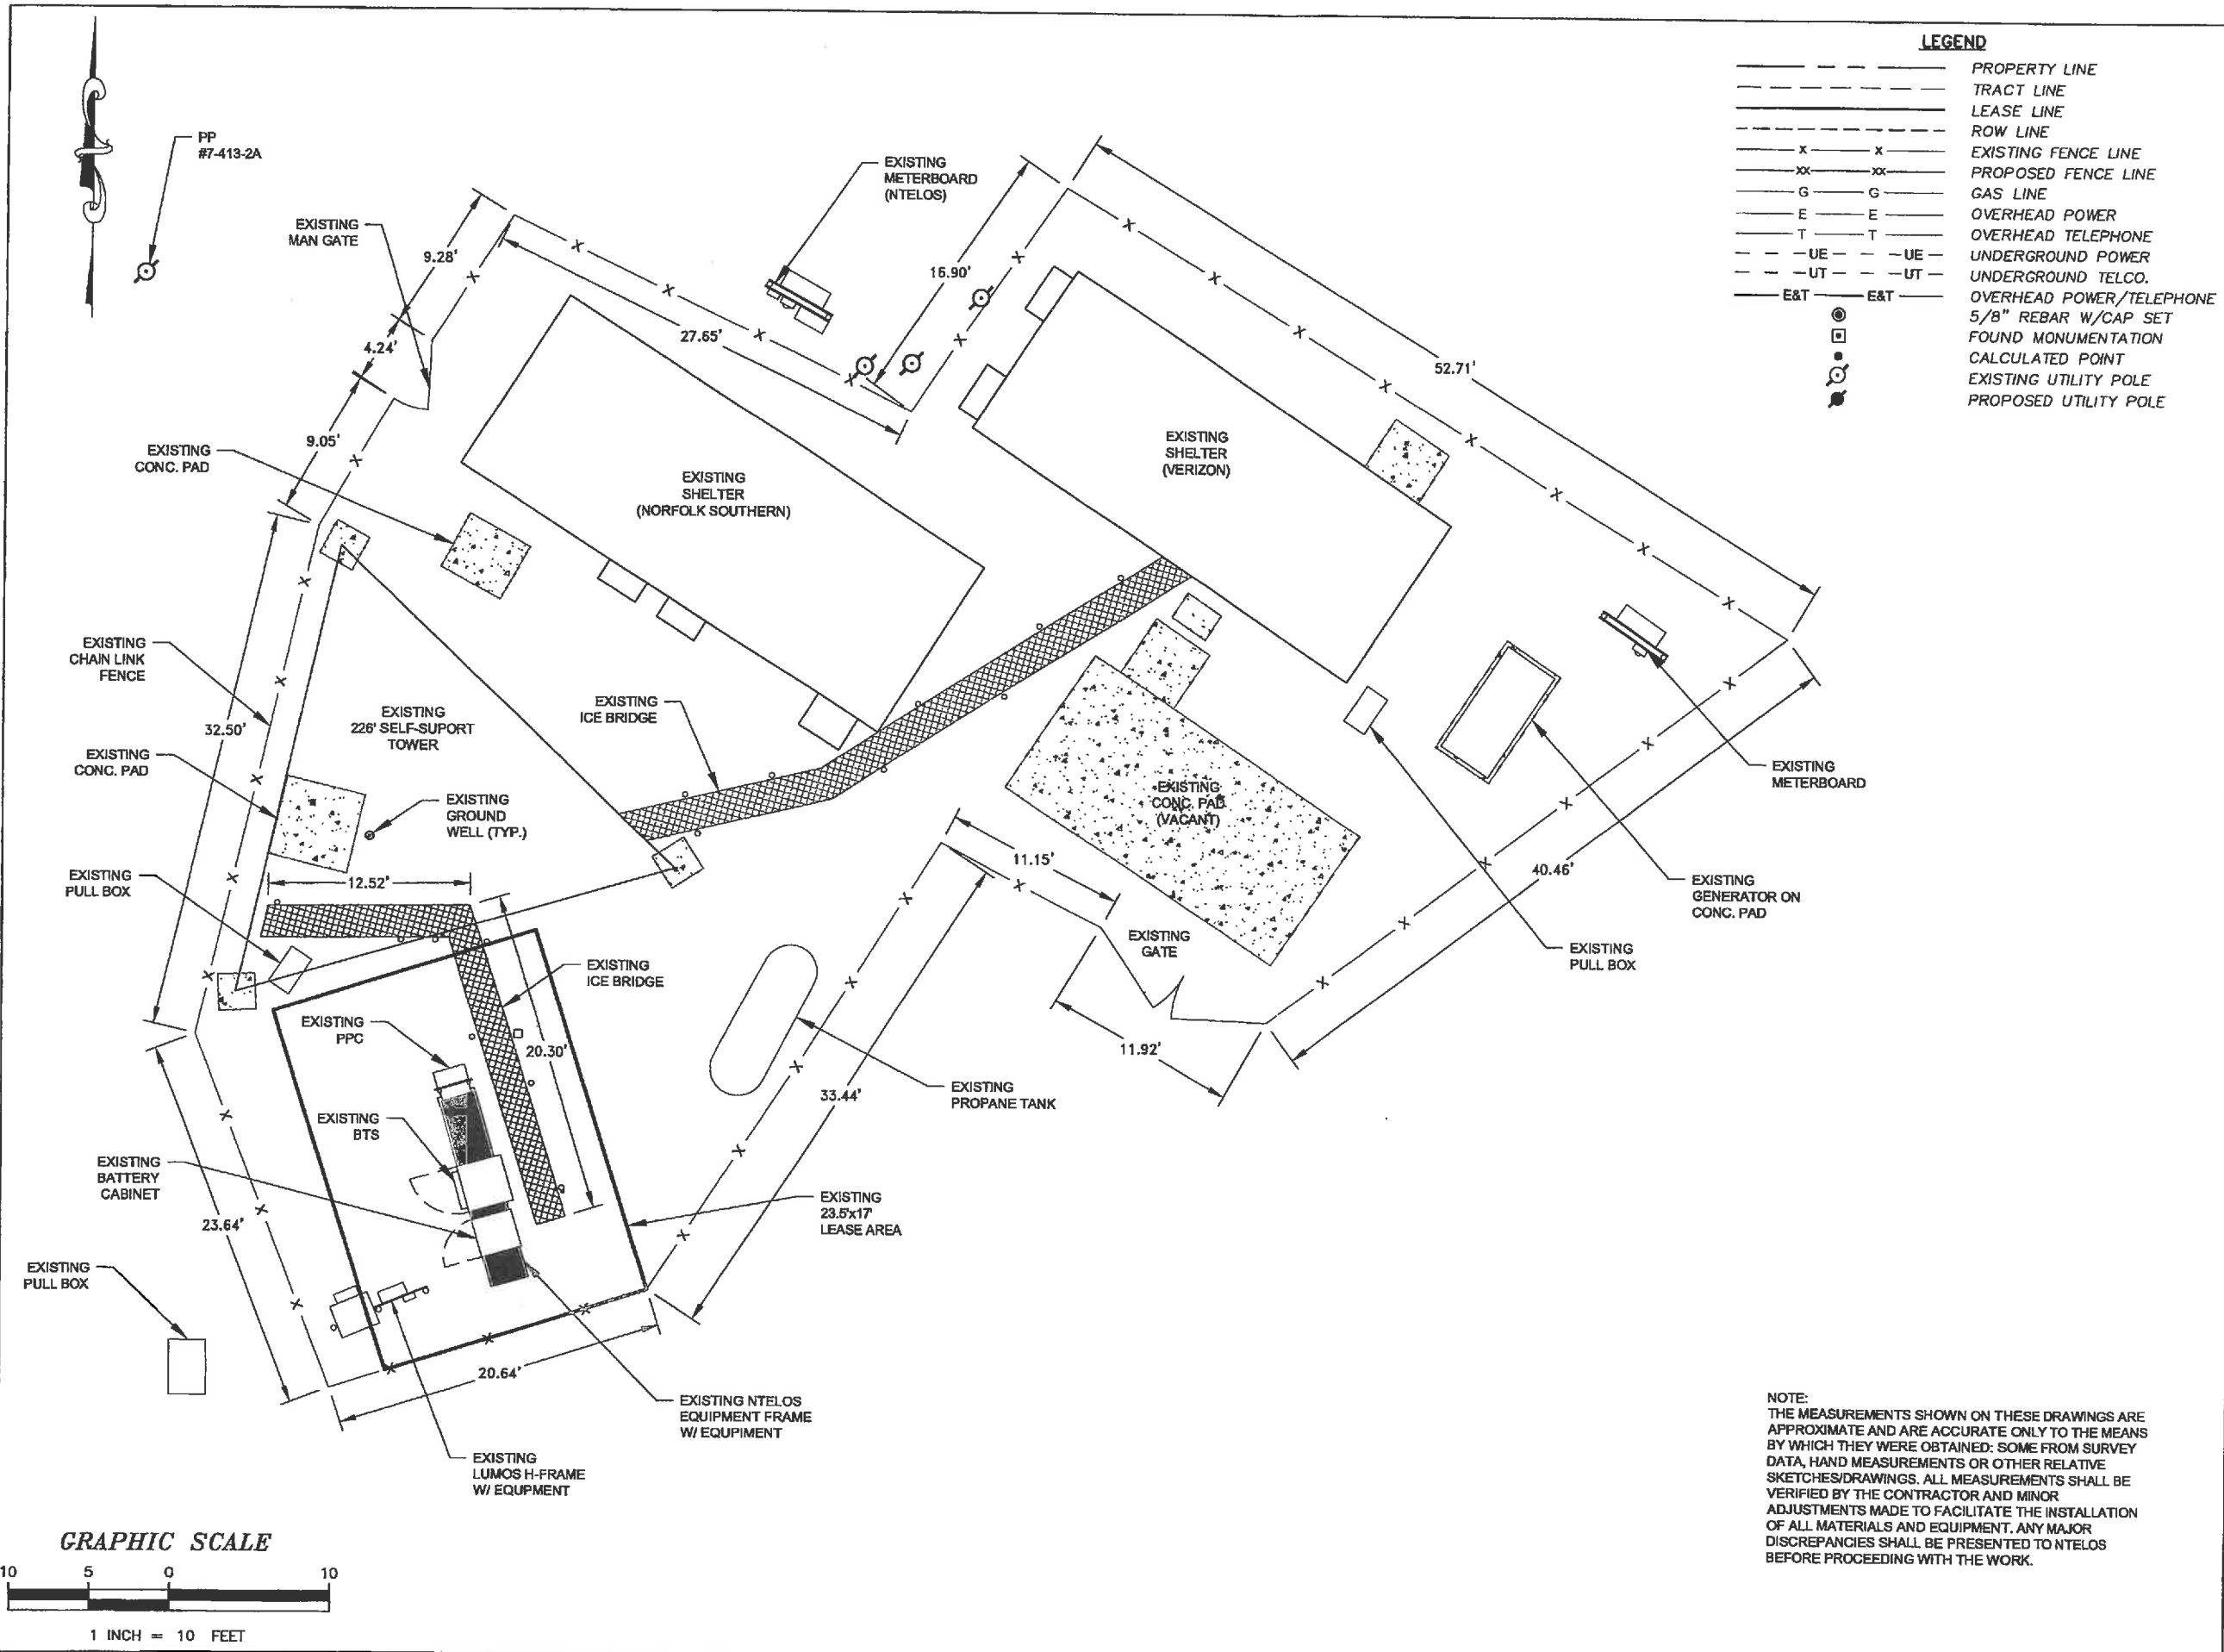 LEGEND
PROPERTY LINE
TRACT LINE
LEASE LINE
ROW LINE
X X EXISTING FENCE LINE
XX XX PROPOSED FENCE LINE
G G GAS LINE
E E OVERHEAD POWER
T T OVERHEAD TELEPHONE
UE UE UNDERGROUND POWER
UT UT UNDERGROUND TELCO.
E&T E&T OVERHEAD POWER/TELEPHONE
5/8" REBAR W/CAP SET
FOUND MONUMENTATION
CALCULATED POINT
EXISTING UTILITY POLE
PROPOSED UTILITY POLE
PP
#7-413-2A
EXISTING
METERBOARD
(NTELOS)
EXISTING
MAN GATE
9.28'
16.90'
27.65'
4.24'
52.71'
9.05'
EXISTING
CONC. PAD
EXISTING
SHELTER
(NORFOLK SOUTHERN)
EXISTING
SHELTER
(VERIZON)
EXISTING
CHAIN LINK
FENCE
32.50'
EXISTING
226' SELF-SUPORT
TOWER
EXISTING
ICE BRIDGE
EXISTING
CONC. PAD
EXISTING
GROUND
WELL (TYP.)
EXISTING
CONC. PAD
(VACANT)
EXISTING
METERBOARD
EXISTING
PULL BOX
12.52'
11.15'
40.46'
EXISTING
GENERATOR ON
CONC. PAD
EXISTING
GATE
EXISTING
PULL BOX
EXISTING
ICE BRIDGE
EXISTING
PPC
20.30'
11.92'
EXISTING
PROPANE TANK
33.44'
EXISTING
BTS
EXISTING
BATTERY
CABINET
EXISTING
23.5'x17'
LEASE AREA
23.64'
EXISTING
PULL BOX
20.64'
EXISTING NTELOS
EQUIPMENT FRAME
W/ EQUPIMENT
EXISTING
LUMOS H-FRAME
W/ EQUPMENT
NOTE:
THE MEASUREMENTS SHOWN ON THESE DRAWINGS ARE
APPROXIMATE AND ARE ACCURATE ONLY TO THE MEANS
BY WHICH THEY WERE OBTAINED: SOME FROM SURVEY
DATA, HAND MEASUREMENTS OR OTHER RELATIVE
SKETCHES/DRAWINGS. ALL MEASUREMENTS SHALL BE
VERIFIED BY THE CONTRACTOR AND MINOR
ADJUSTMENTS MADE TO FACILITATE THE INSTALLATION
OF ALL MATERIALS AND EQUIPMENT. ANY MAJOR
DISCREPANCIES SHALL BE PRESENTED TO NTELOS
BEFORE PROCEEDING WITH THE WORK.
GRAPHIC SCALE
10 5 0 10
1 INCH = 10 FEET